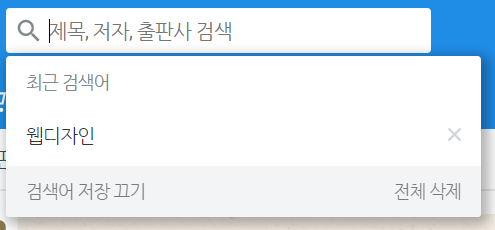 제목, 저자, 출판사 검색
최근 검색어
웹디자인
검색어 저장 끄기 전체 삭제